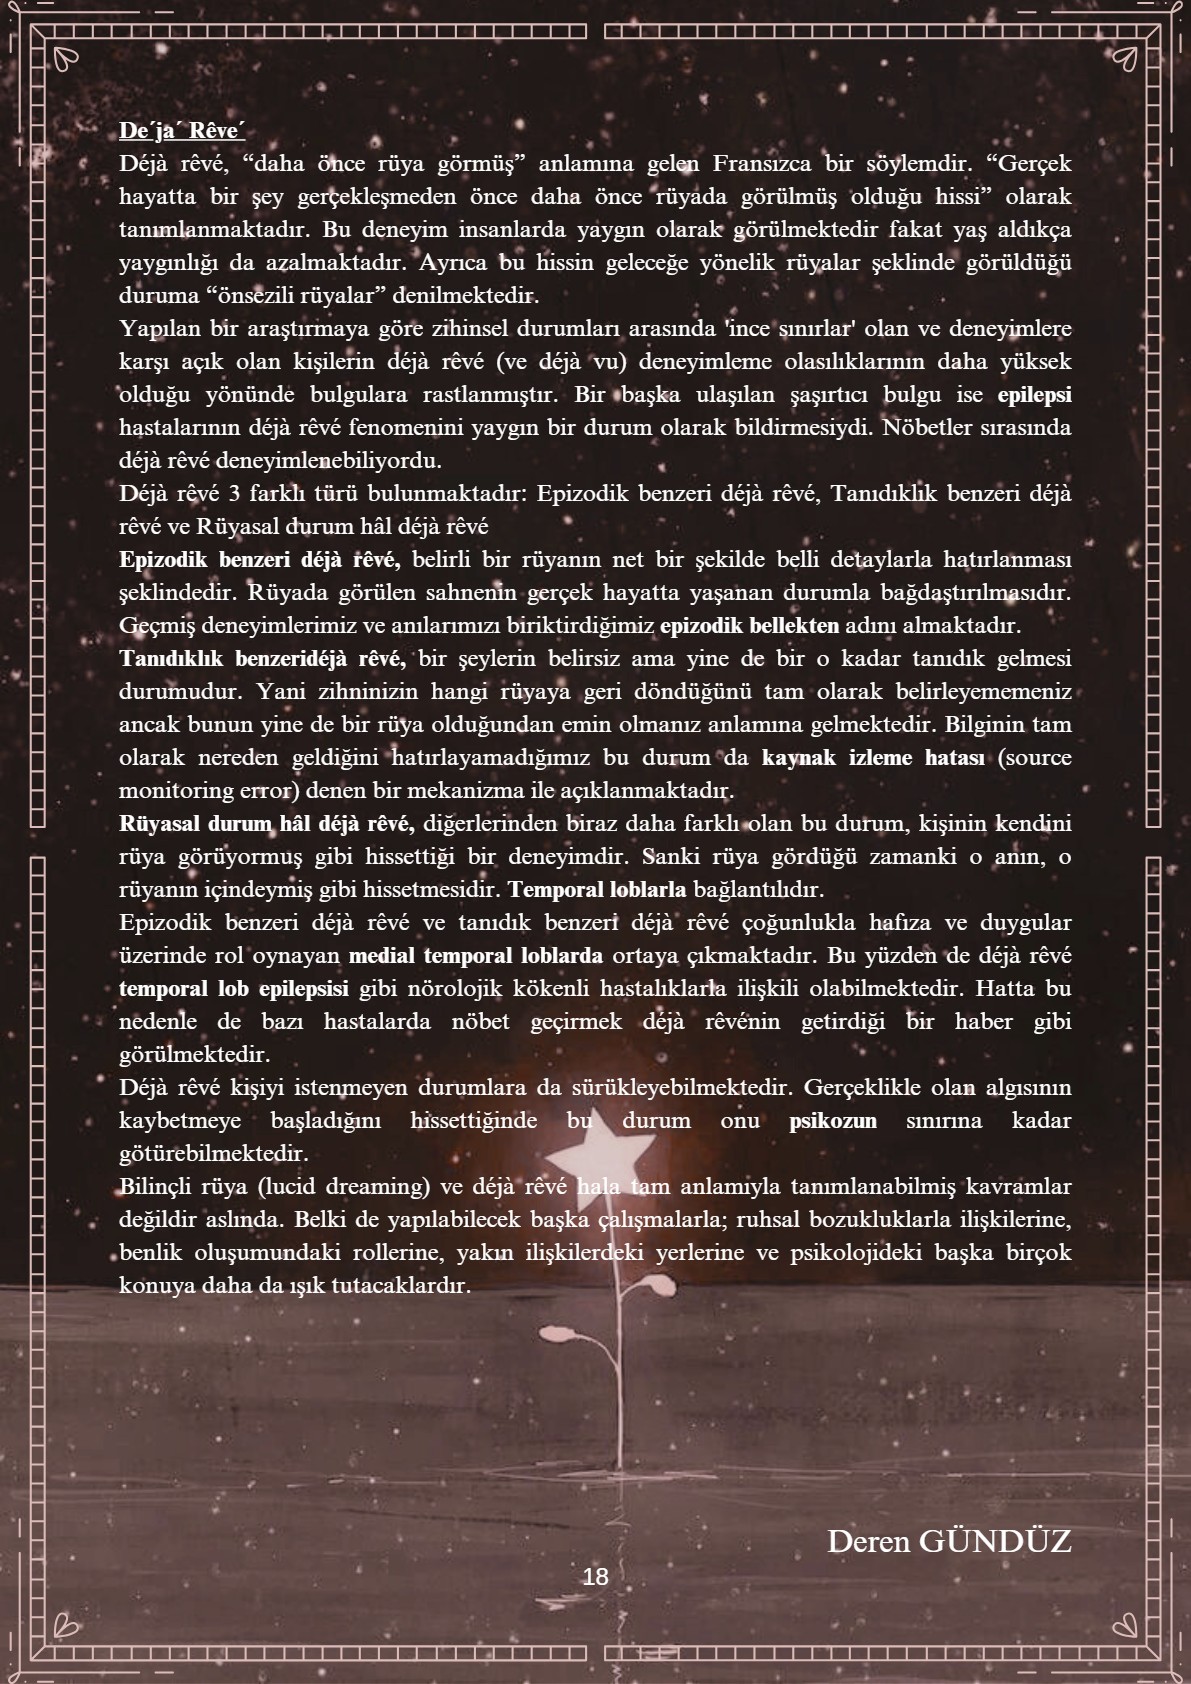 De´ja´ Rêve´
Déjà rêvé, “daha önce rüya görmüş” anlamına gelen Fransızca bir söylemdir. “Gerçek
hayatta bir şey gerçekleşmeden önce daha önce rüyada görülmüş olduğu hissi” olarak
tanımlanmaktadır. Bu deneyim insanlarda yaygın olarak görülmektedir fakat yaş aldıkça
yaygınlığı da azalmaktadır. Ayrıca bu hissin geleceğe yönelik rüyalar şeklinde görüldüğü
duruma “önsezili rüyalar” denilmektedir.
Yapılan bir araştırmaya göre zihinsel durumları arasında 'ince sınırlar' olan ve deneyimlere
karşı açık olan kişilerin déjà rêvé (ve déjà vu) deneyimleme olasılıklarının daha yüksek
olduğu yönünde bulgulara rastlanmıştır. Bir başka ulaşılan şaşırtıcı bulgu ise epilepsi
hastalarının déjà rêvé fenomenini yaygın bir durum olarak bildirmesiydi. Nöbetler sırasında
déjà rêvé deneyimlenebiliyordu.
Déjà rêvé 3 farklı türü bulunmaktadır: Epizodik benzeri déjà rêvé, Tanıdıklık benzeri déjà
rêvé ve Rüyasal durum hâl déjà rêvé
Epizodik benzeri déjà rêvé, belirli bir rüyanın net bir şekilde belli detaylarla hatırlanması
şeklindedir. Rüyada görülen sahnenin gerçek hayatta yaşanan durumla bağdaştırılmasıdır.
Geçmiş deneyimlerimiz ve anılarımızı biriktirdiğimiz epizodik bellekten adını almaktadır.
Tanıdıklık benzeridéjà rêvé, bir şeylerin belirsiz ama yine de bir o kadar tanıdık gelmesi
durumudur. Yani zihninizin hangi rüyaya geri döndüğünü tam olarak belirleyememeniz
ancak bunun yine de bir rüya olduğundan emin olmanız anlamına gelmektedir. Bilginin tam
olarak nereden geldiğini hatırlayamadığımız bu durum da kaynak izleme hatası (source
monitoring error) denen bir mekanizma ile açıklanmaktadır.
Rüyasal durum hâl déjà rêvé, diğerlerinden biraz daha farklı olan bu durum, kişinin kendini
rüya görüyormuş gibi hissettiği bir deneyimdir. Sanki rüya gördüğü zamanki o anın, o
rüyanın içindeymiş gibi hissetmesidir. Temporal loblarla bağlantılıdır.
Epizodik benzeri déjà rêvé ve tanıdık benzeri déjà rêvé çoğunlukla hafıza ve duygular
üzerinde rol oynayan medial temporal loblarda ortaya çıkmaktadır. Bu yüzden de déjà rêvé
temporal lob epilepsisi gibi nörolojik kökenli hastalıklarla ilişkili olabilmektedir. Hatta bu
nedenle de bazı hastalarda nöbet geçirmek déjà rêvénin getirdiği bir haber gibi
görülmektedir.
Déjà rêvé kişiyi istenmeyen durumlara da sürükleyebilmektedir. Gerçeklikle olan algısının
kaybetmeye başladığını hissettiğinde bu durum onu psikozun sınırına kadar
götürebilmektedir.
Bilinçli rüya (lucid dreaming) ve déjà rêvé hala tam anlamıyla tanımlanabilmiş kavramlar
değildir aslında. Belki de yapılabilecek başka çalışmalarla; ruhsal bozukluklarla ilişkilerine,
benlik oluşumundaki rollerine, yakın ilişkilerdeki yerlerine ve psikolojideki başka birçok
konuya daha da ışık tutacaklardır.
Deren GÜNDÜZ
18